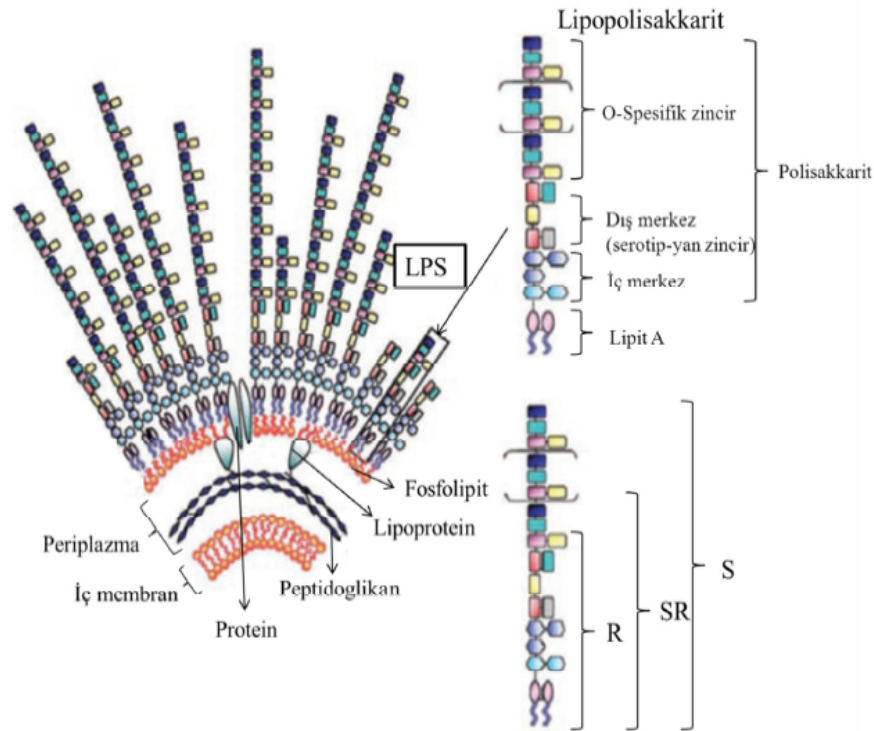 Lipopolisakkarit
O-Spesifik zincir
Polisakkarit
Dış merkez
(serotip-yan zincir)
LPS
İç merkez
Lipit A
Fosfolipit
Lipoprotein
Periplazma
Peptidoglikan
İç membran
Protein
R
SR
S